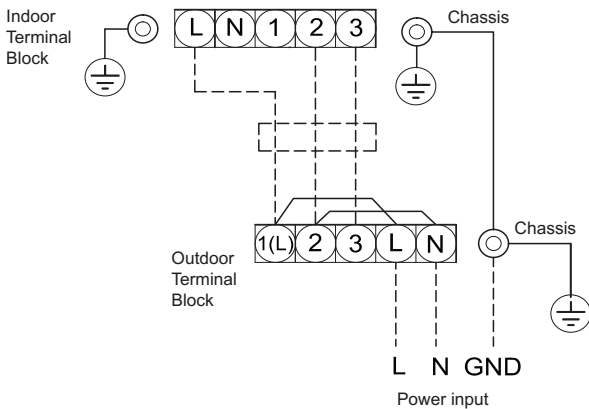 Indoor
Terminal
Block
L N 1 2 3
Chassis
Outdoor
Terminal
Block
1(L) 2 3 L N
Chassis
L N GND
Power input